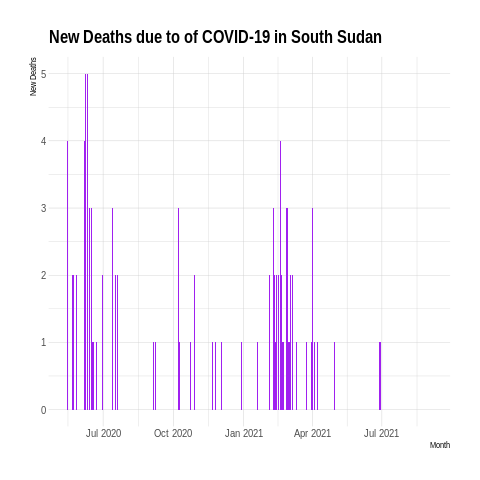 New Deaths due to of COVID-19 in South Sudan
New Deaths
5
4
3
2
1
0
Jul 2020 Oct 2020 Jan 2021 Apr 2021 Jul 2021
Month